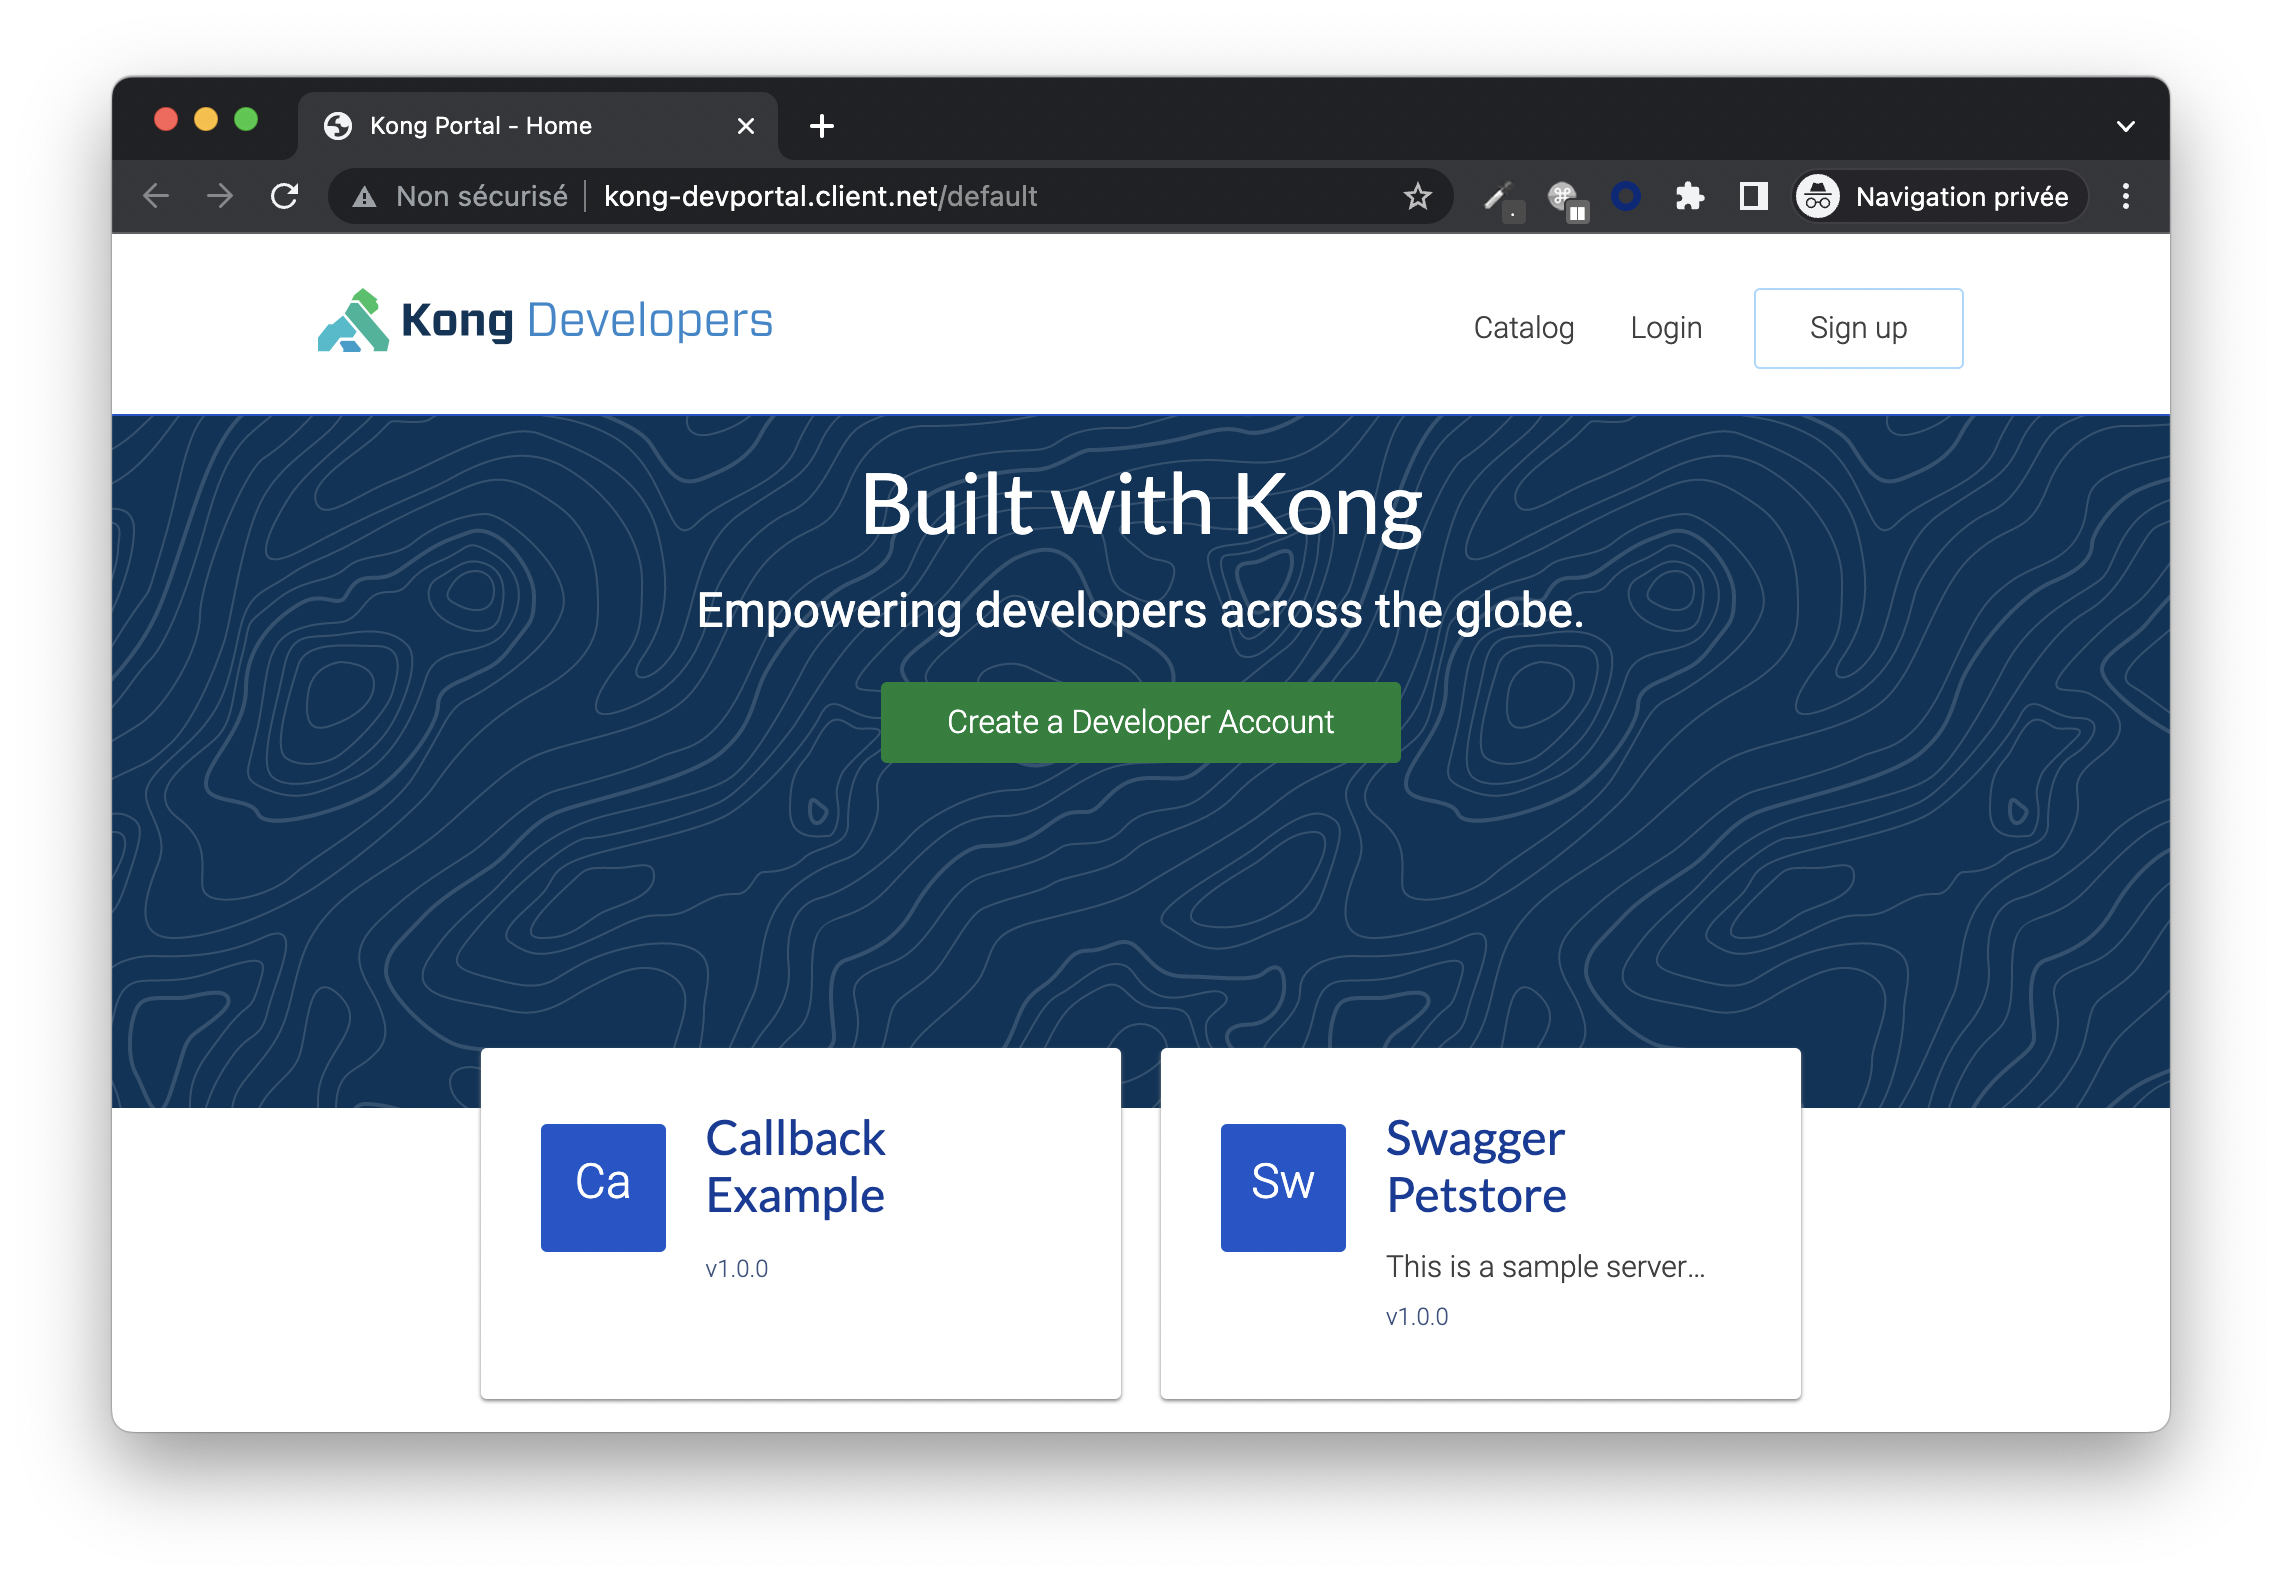 Kong Portal - Home
Non sécurisé
kong-devportal.client.net/default
Navigation privée
Kong Developers
Catalog
Login
Sign up
Built with Kong
Empowering developers across the globe.
Create a Developer Account
Ca
Callback
Example
v1.0.0
Sw
Swagger
Petstore
This is a sample server...
v1.0.0